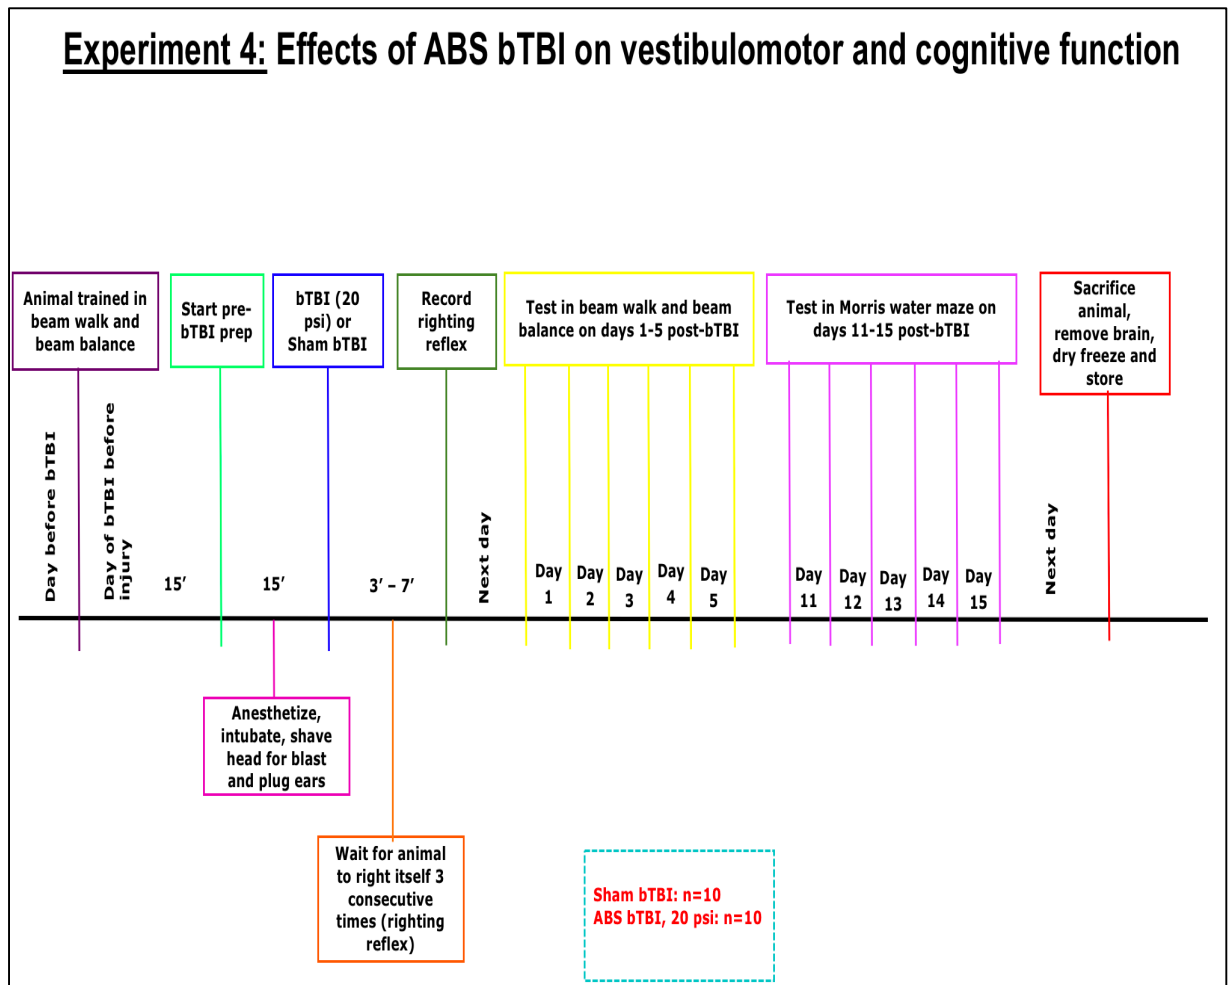 Experiment 4: Effects of ABS bTBI on vestibulomotor and cognitive function
Animal trained in
beam walk and
beam balance
Start pre-
bTBI prep
bTBI (20
psi) or
Sham bTBI
Record
righting
reflex
Test in beam walk and beam
balance on days 1-5 post-bTBI
Test in Morris water maze on
days 11-15 post-bTBI
Sacrifice
animal,
remove brain,
dry freeze and
store
Day before bTBI
Day of bTBI before
injury
15’
15’
3’ – 7’
Next day
Day
1
Day
2
Day
3
Day
4
Day
5
Day
11
Day
12
Day
13
Day
14
Day
15
Next day
Anesthetize,
intubate, shave
head for blast
and plug ears
Wait for animal
to right itself 3
consecutive
times (righting
reflex)
Sham bTBI: n=10
ABS bTBI, 20 psi: n=10